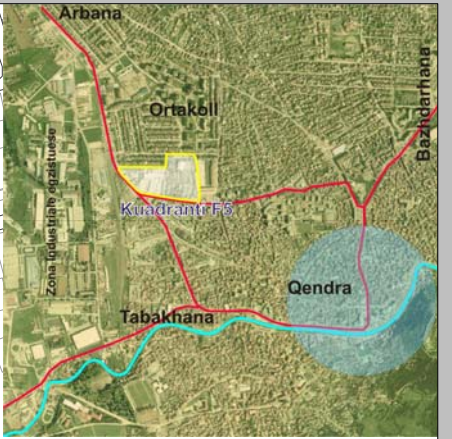 Arbana
Ortakoll
Bazhdarhana
Zona Industriale egzistuese
Kuadranti F5
Qendra
Tabakhana